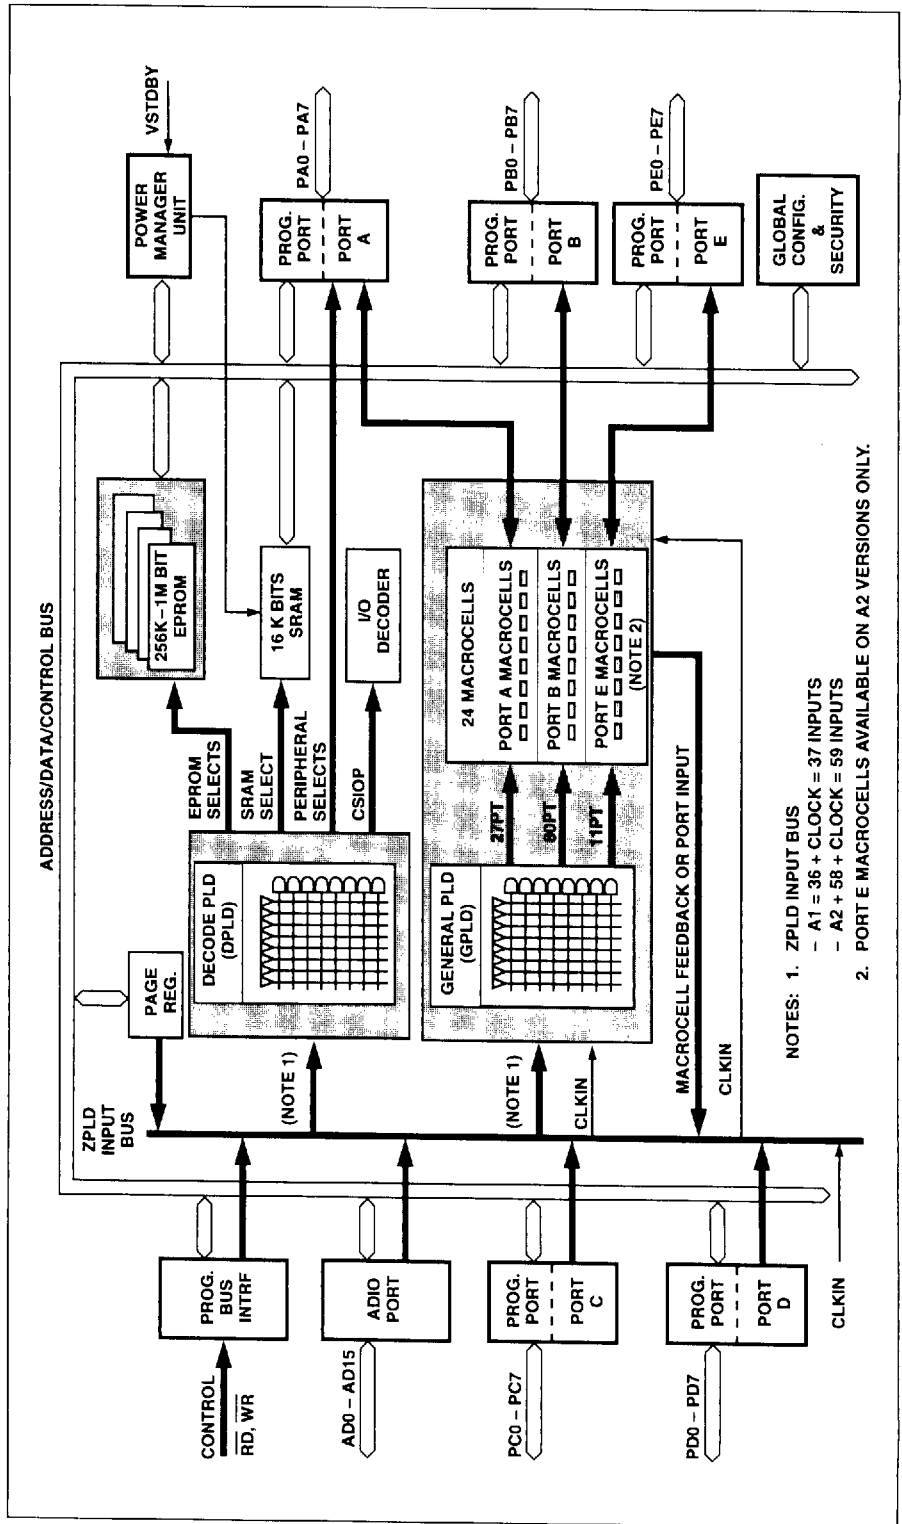 ADDRESS/DATA/CONTROL BUS
CONTROL
RD, WR
PROG.
BUS
INTRF
AD0 – AD15
ADIO
PORT
PC0 – PC7
PROG.
PORT
PORT
C
PD0 – PD7
PROG.
PORT
PORT
D
CLKIN
ZPLD
INPUT
BUS
PAGE
REG.
(NOTE 1)
(NOTE 1)
CLKIN
DECODE PLD
(DPLD)
EPROM
SELECTS
SRAM
SELECT
PERIPHERAL
SELECTS
CSIOP
GENERAL PLD
(GPLD)
27PT
80PT
11PT
256K–1M BIT
EPROM
16 K BITS
SRAM
I/O
DECODER
24 MACROCELLS
PORT A MACROCELLS
PORT B MACROCELLS
PORT E MACROCELLS
(NOTE 2)
MACROCELL FEEDBACK OR PORT INPUT
CLKIN
POWER
MANAGER
UNIT
VSTDBY
PROG.
PORT
PORT
A
PA0 – PA7
PROG.
PORT
PORT
B
PB0 – PB7
PROG.
PORT
PORT
E
PE0 – PE7
GLOBAL
CONFIG.
&
SECURITY
NOTES: 1. ZPLD INPUT BUS
– A1 = 36 + CLOCK = 37 INPUTS
– A2 + 58 + CLOCK = 59 INPUTS
2. PORT E MACROCELLS AVAILABLE ON A2 VERSIONS ONLY.